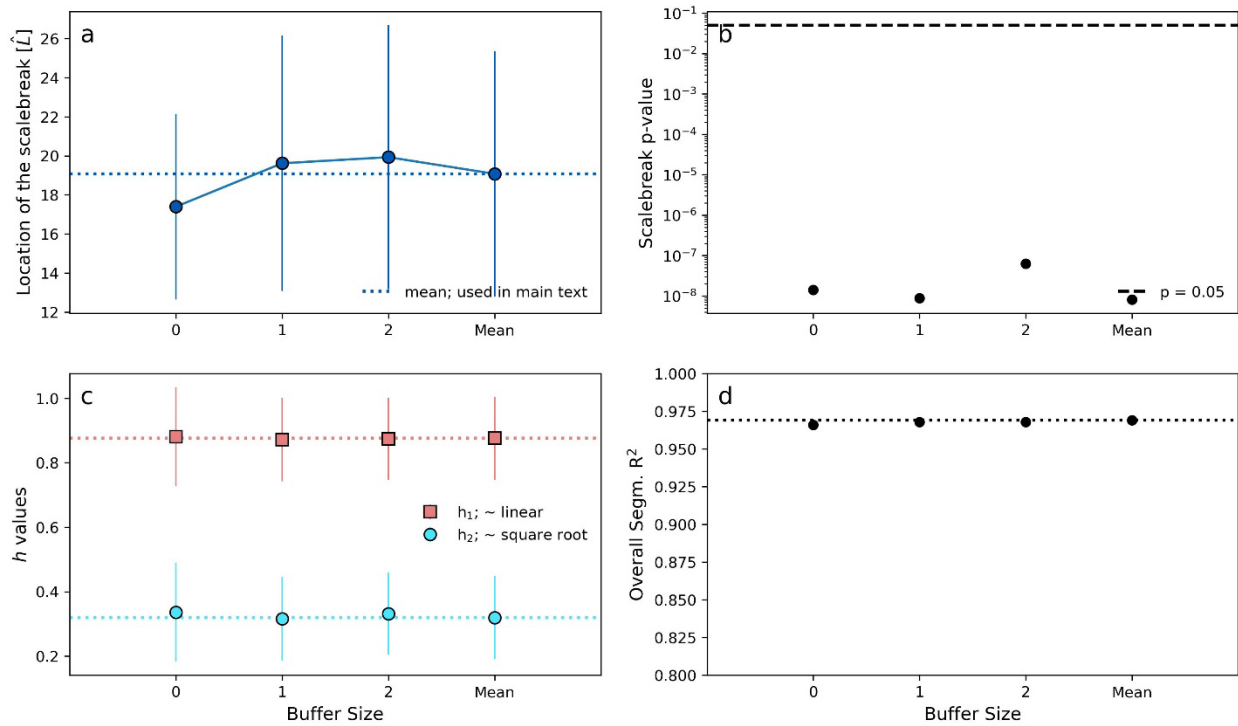 a
Location of the scalebreak [L̂]
26
24
22
20
18
16
14
12
mean; used in main text
0 1 2 Mean
b
Scalebreak p-value
10⁻¹
10⁻²
10⁻³
10⁻⁴
10⁻⁵
10⁻⁶
10⁻⁷
10⁻⁸
p = 0.05
0 1 2 Mean
c
h values
1.0
0.8
0.6
0.4
0.2
h₁; ~ linear
h₂; ~ square root
0 1 2 Mean
Buffer Size
d
Overall Segm. R²
1.000
0.975
0.950
0.925
0.900
0.875
0.850
0.825
0.800
0 1 2 Mean
Buffer Size